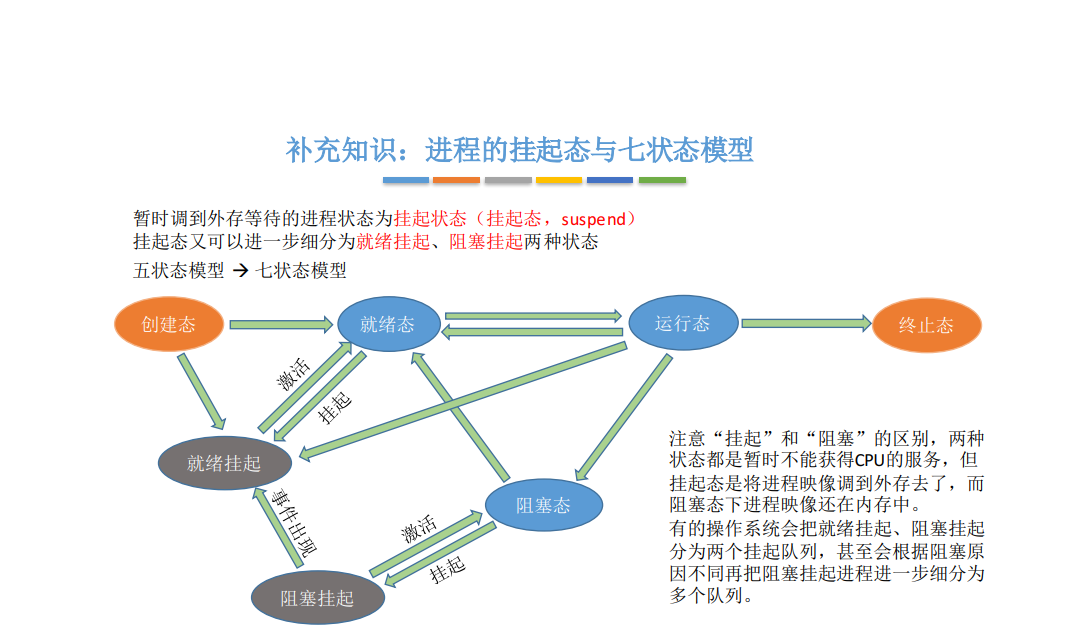 补充知识：进程的挂起态与七状态模型
暂时调到外存等待的进程状态为挂起状态（挂起态，suspend）
挂起态又可以进一步细分为就绪挂起、阻塞挂起两种状态
五状态模型 → 七状态模型
创建态
就绪态
运行态
终止态
激活
挂起
就绪挂起
阻塞态
事件出现
激活
挂起
阻塞挂起
注意“挂起”和“阻塞”的区别，两种
状态都是暂时不能获得CPU的服务，但
挂起态是将进程映像调到外存去了，而
阻塞态下进程映像还在内存中。
有的操作系统会把就绪挂起、阻塞挂起
分为两个挂起队列，甚至会根据阻塞原
因不同再把阻塞挂起进程进一步细分为
多个队列。